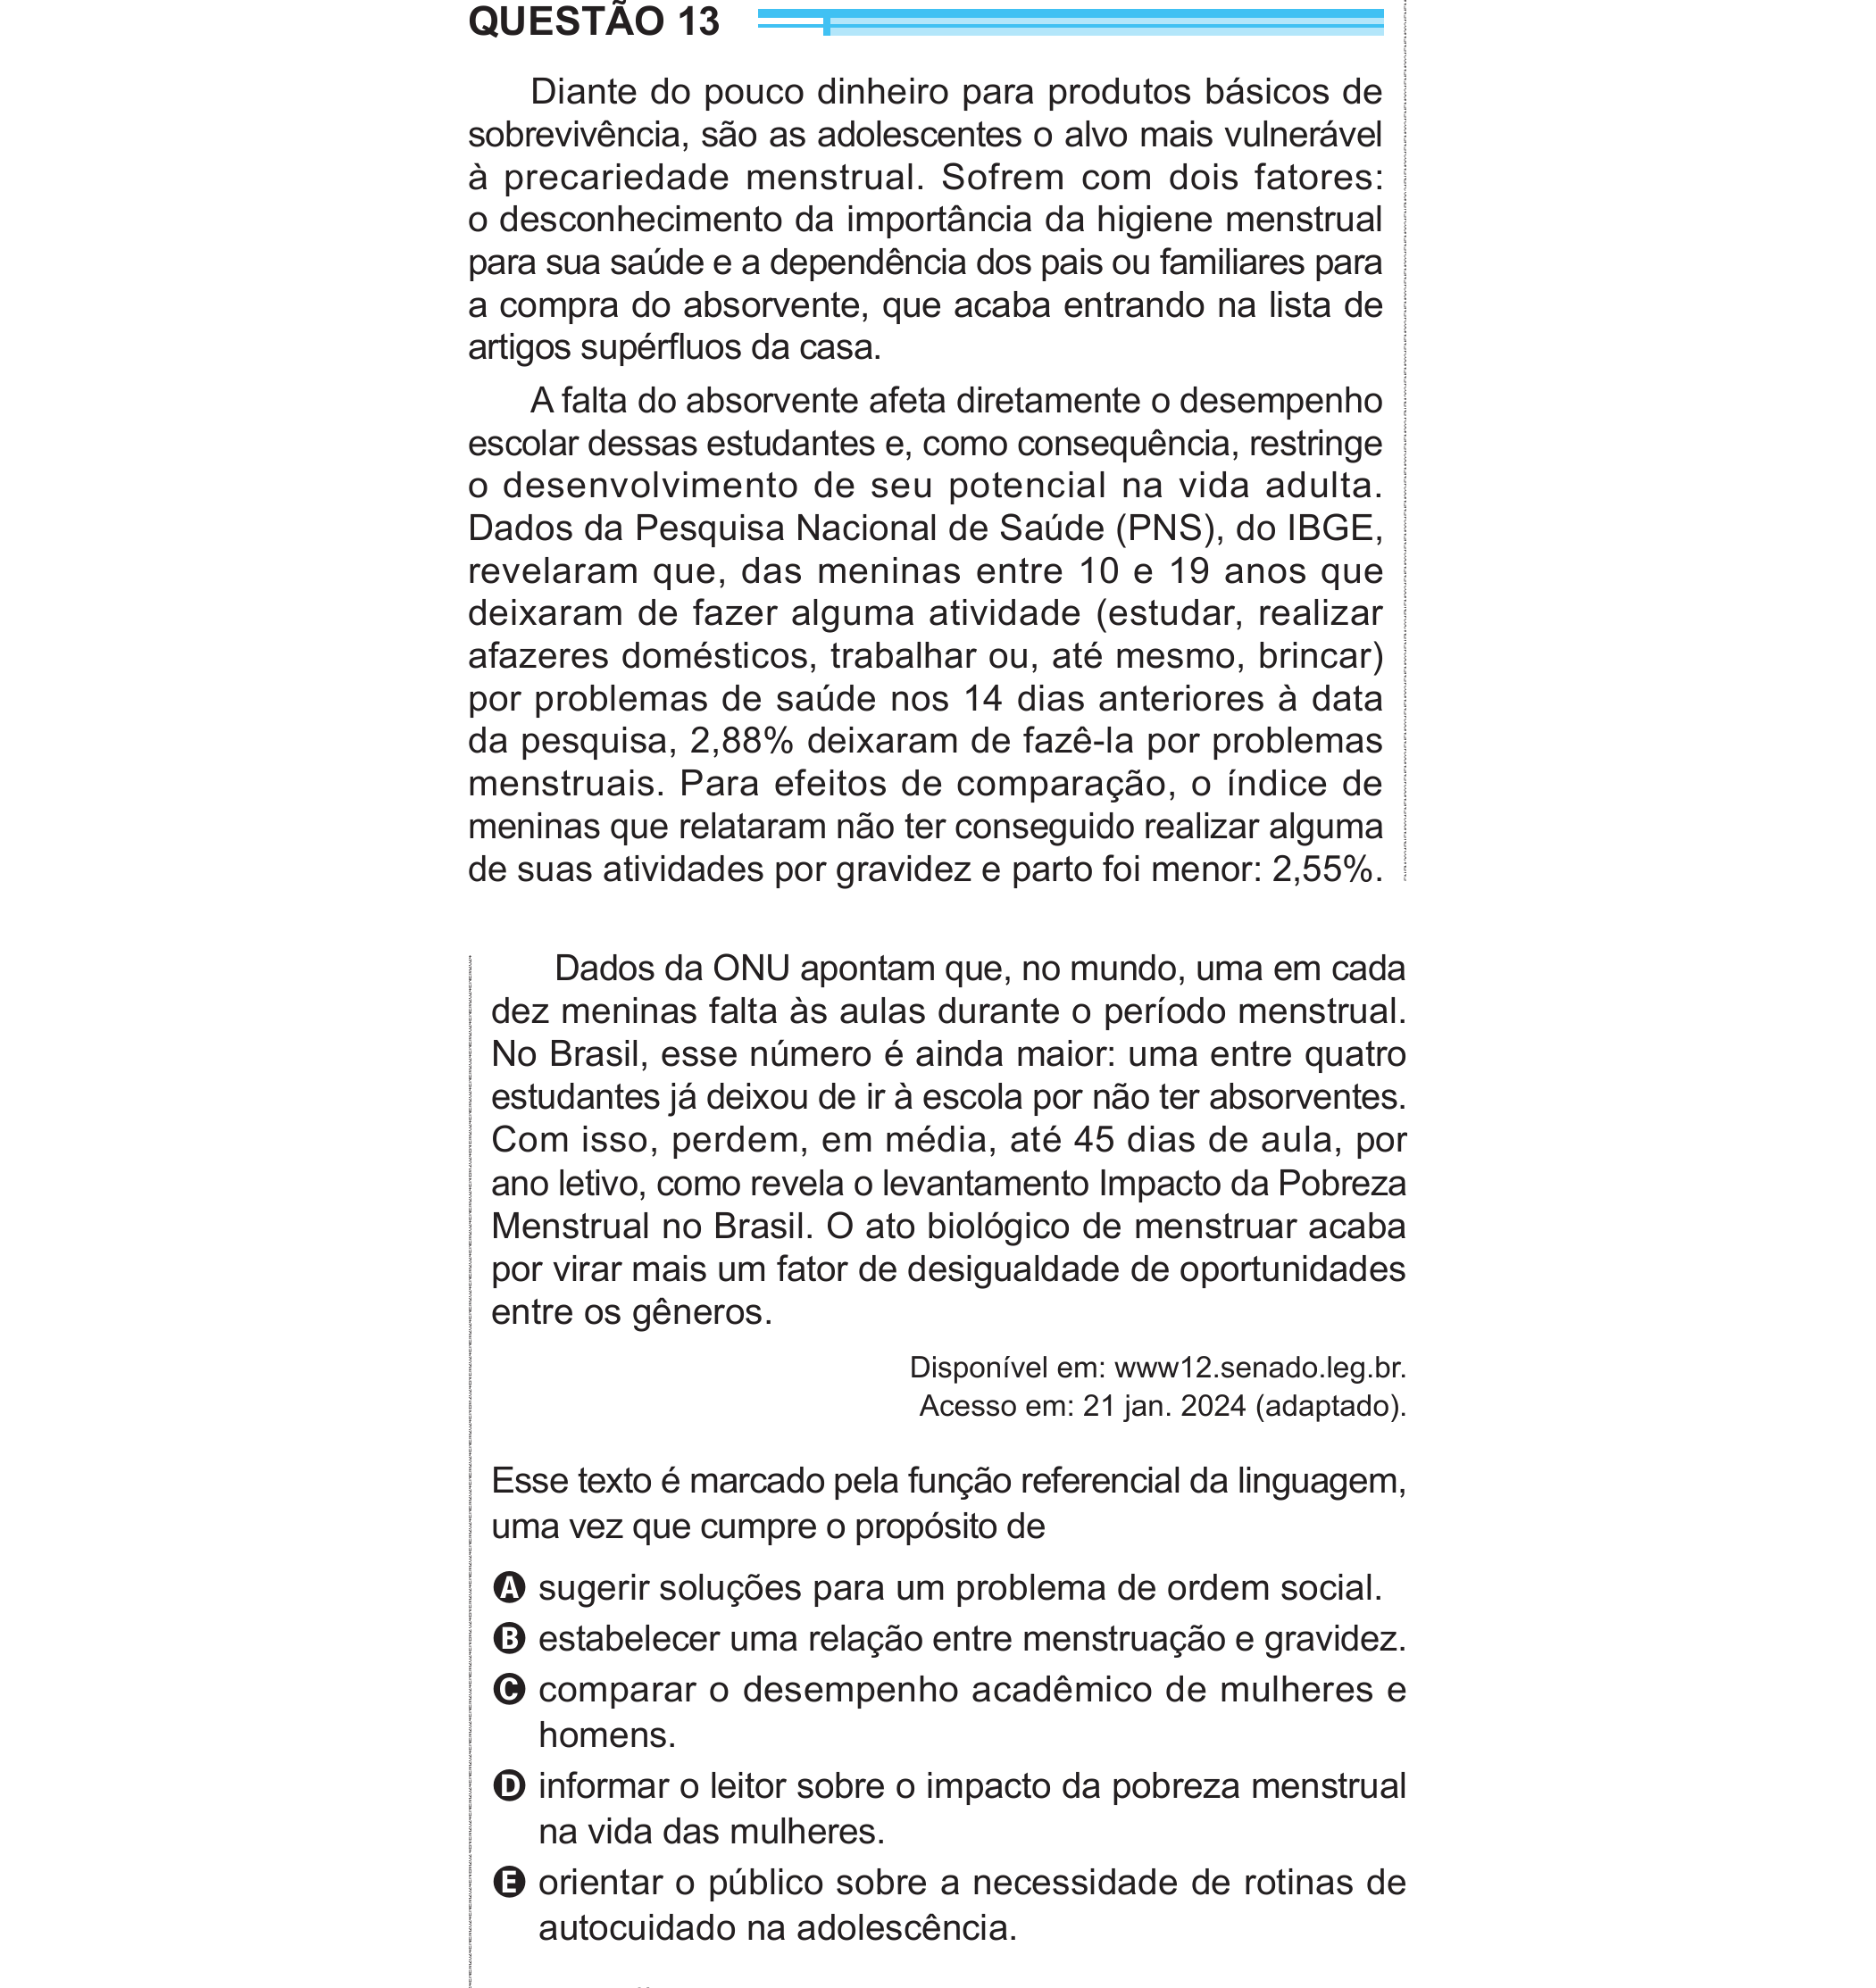 QUESTÃO 13
Diante do pouco dinheiro para produtos básicos de
sobrevivência, são as adolescentes o alvo mais vulnerável
à precariedade menstrual. Sofrem com dois fatores:
o desconhecimento da importância da higiene menstrual
para sua saúde e a dependência dos pais ou familiares para
a compra do absorvente, que acaba entrando na lista de
artigos supérfluos da casa.
A falta do absorvente afeta diretamente o desempenho
escolar dessas estudantes e, como consequência, restringe
o desenvolvimento de seu potencial na vida adulta.
Dados da Pesquisa Nacional de Saúde (PNS), do IBGE,
revelaram que, das meninas entre 10 e 19 anos que
deixaram de fazer alguma atividade (estudar, realizar
afazeres domésticos, trabalhar ou, até mesmo, brincar)
por problemas de saúde nos 14 dias anteriores à data
da pesquisa, 2,88% deixaram de fazê-la por problemas
menstruais. Para efeitos de comparação, o índice de
meninas que relataram não ter conseguido realizar alguma
de suas atividades por gravidez e parto foi menor: 2,55%.
Dados da ONU apontam que, no mundo, uma em cada
dez meninas falta às aulas durante o período menstrual.
No Brasil, esse número é ainda maior: uma entre quatro
estudantes já deixou de ir à escola por não ter absorventes.
Com isso, perdem, em média, até 45 dias de aula, por
ano letivo, como revela o levantamento Impacto da Pobreza
Menstrual no Brasil. O ato biológico de menstruar acaba
por virar mais um fator de desigualdade de oportunidades
entre os gêneros.
Disponível em: www12.senado.leg.br.
Acesso em: 21 jan. 2024 (adaptado).
Esse texto é marcado pela função referencial da linguagem,
uma vez que cumpre o propósito de
A sugerir soluções para um problema de ordem social.
B estabelecer uma relação entre menstruação e gravidez.
C comparar o desempenho acadêmico de mulheres e
homens.
D informar o leitor sobre o impacto da pobreza menstrual
na vida das mulheres.
E orientar o público sobre a necessidade de rotinas de
autocuidado na adolescência.